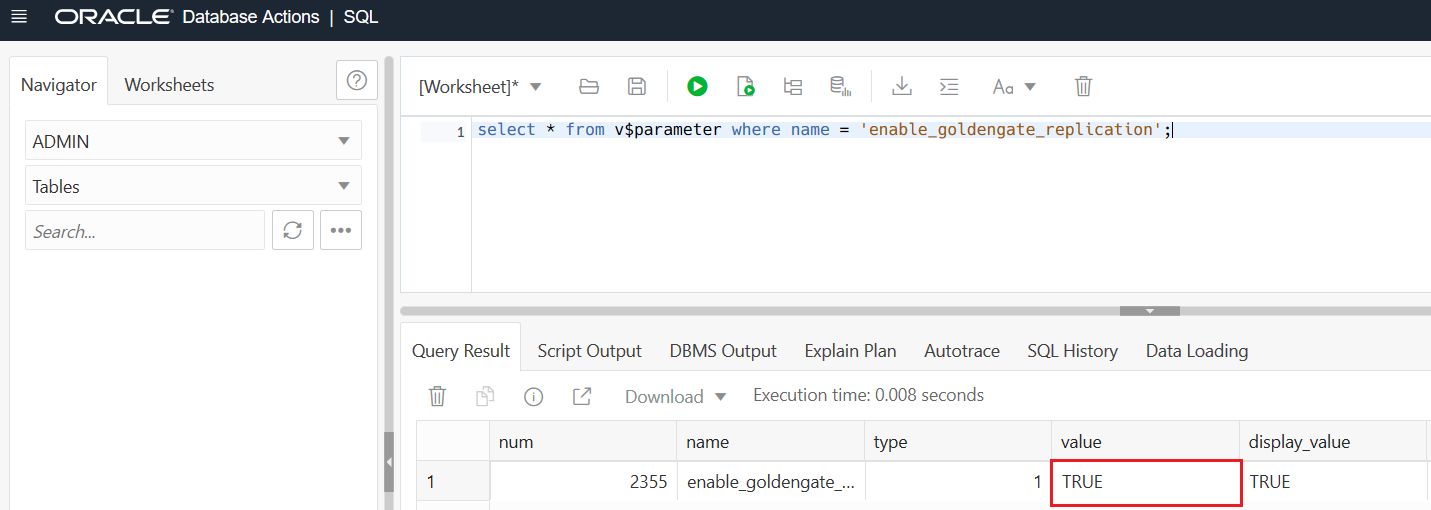 ORACLE Database Actions | SQL
Navigator Worksheets
ADMIN
Tables
Search...
[Worksheet]*
Aa
1 select * from v$parameter where name = 'enable_goldengate_replication';
Query Result Script Output DBMS Output Explain Plan Autotrace SQL History Data Loading
Download Execution time: 0.008 seconds
num name type value display_value
1 2355 enable_goldengate_... 1 TRUE TRUE